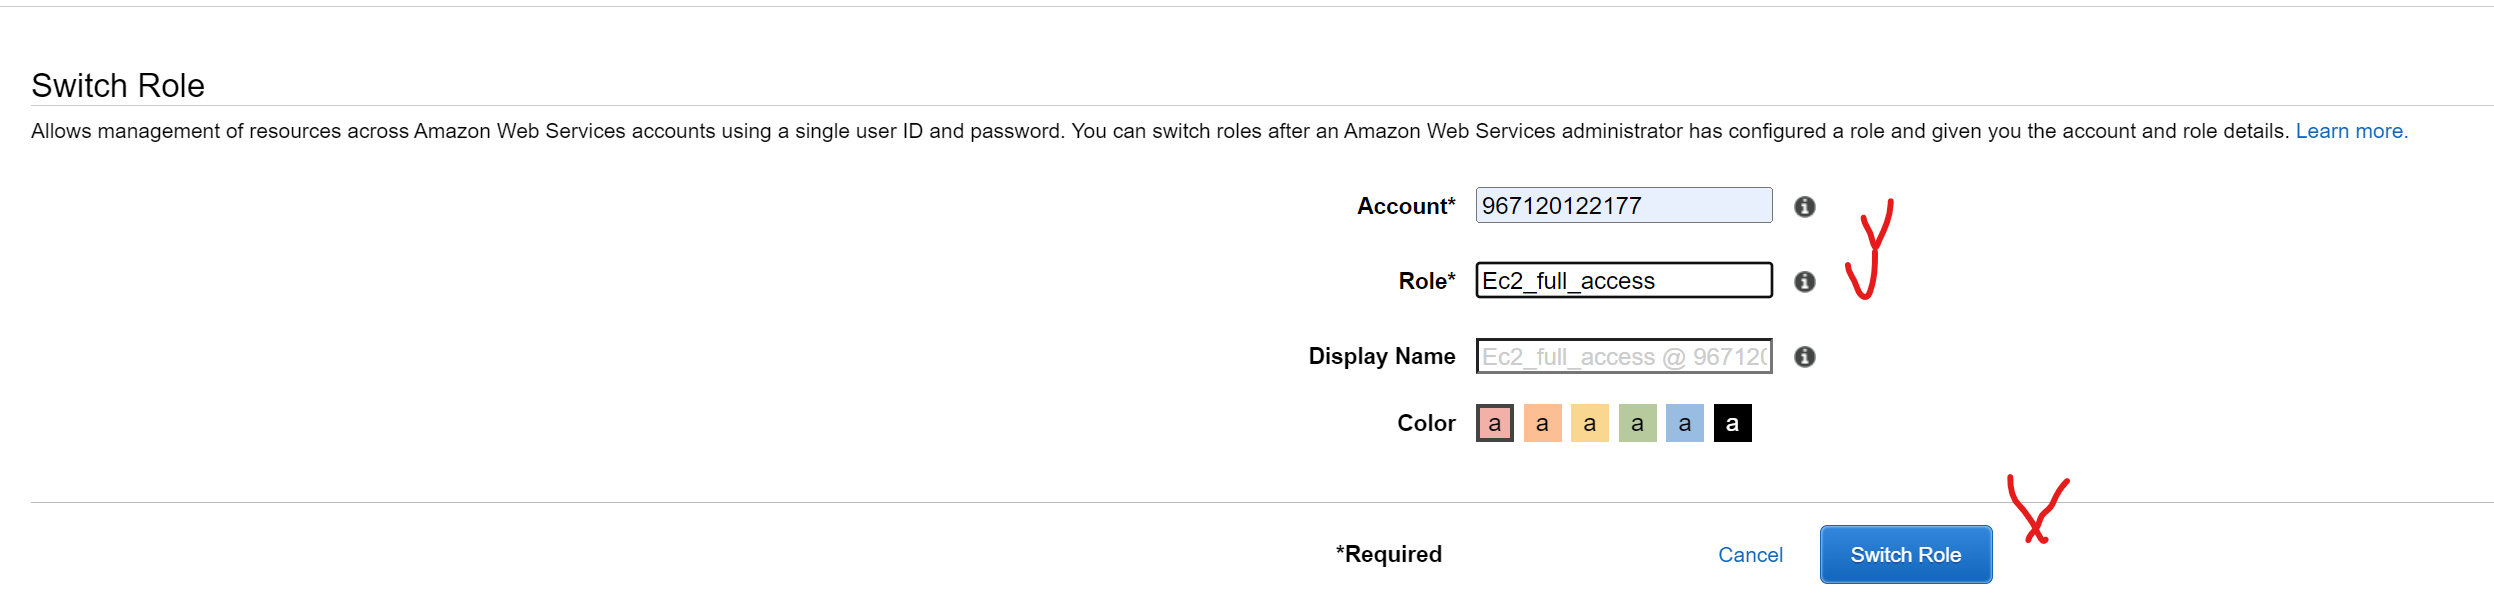 Switch Role
Allows management of resources across Amazon Web Services accounts using a single user ID and password. You can switch roles after an Amazon Web Services administrator has configured a role and given you the account and role details. Learn more.
Account* 967120122177
Role* Ec2_full_access
Display Name Ec2_full_access @ 96712
Color a a a a a a
*Required Cancel Switch Role